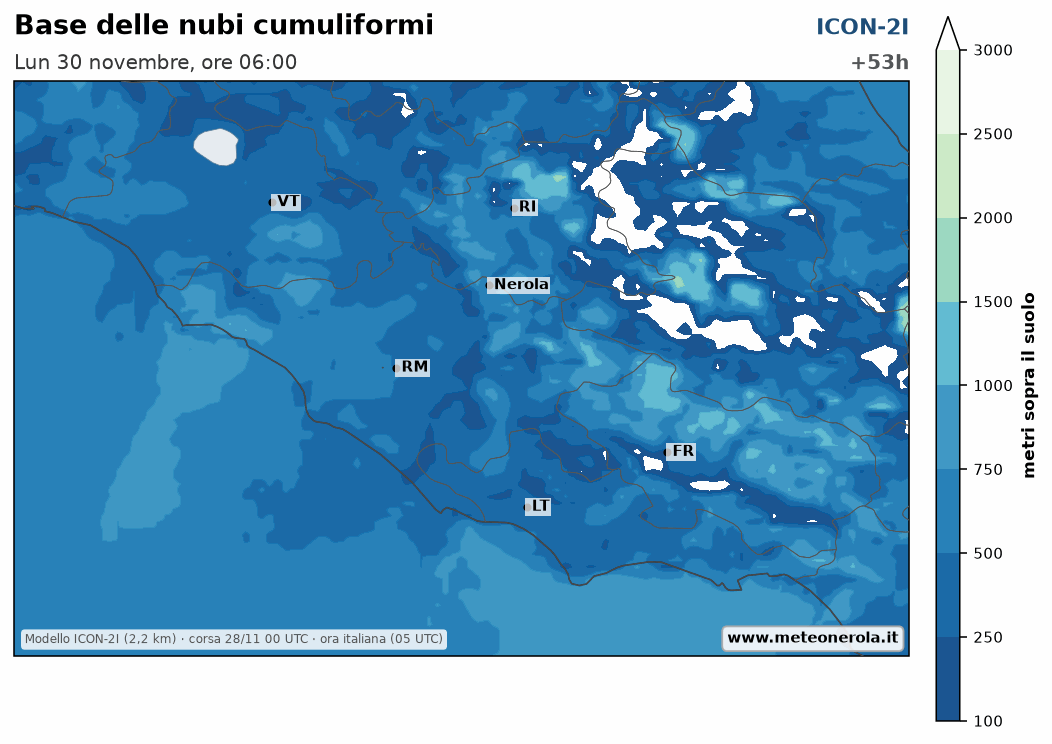 Base delle nubi cumuliformi
ICON-2I
Lun 30 novembre, ore 06:00
+53h
VT
RI
Nerola
RM
FR
LT
3000
2500
2000
1500
1000
750
500
250
100
metri sopra il suolo
Modello ICON-2I (2,2 km) · corsa 28/11 00 UTC · ora italiana (05 UTC)
www.meteonerola.it